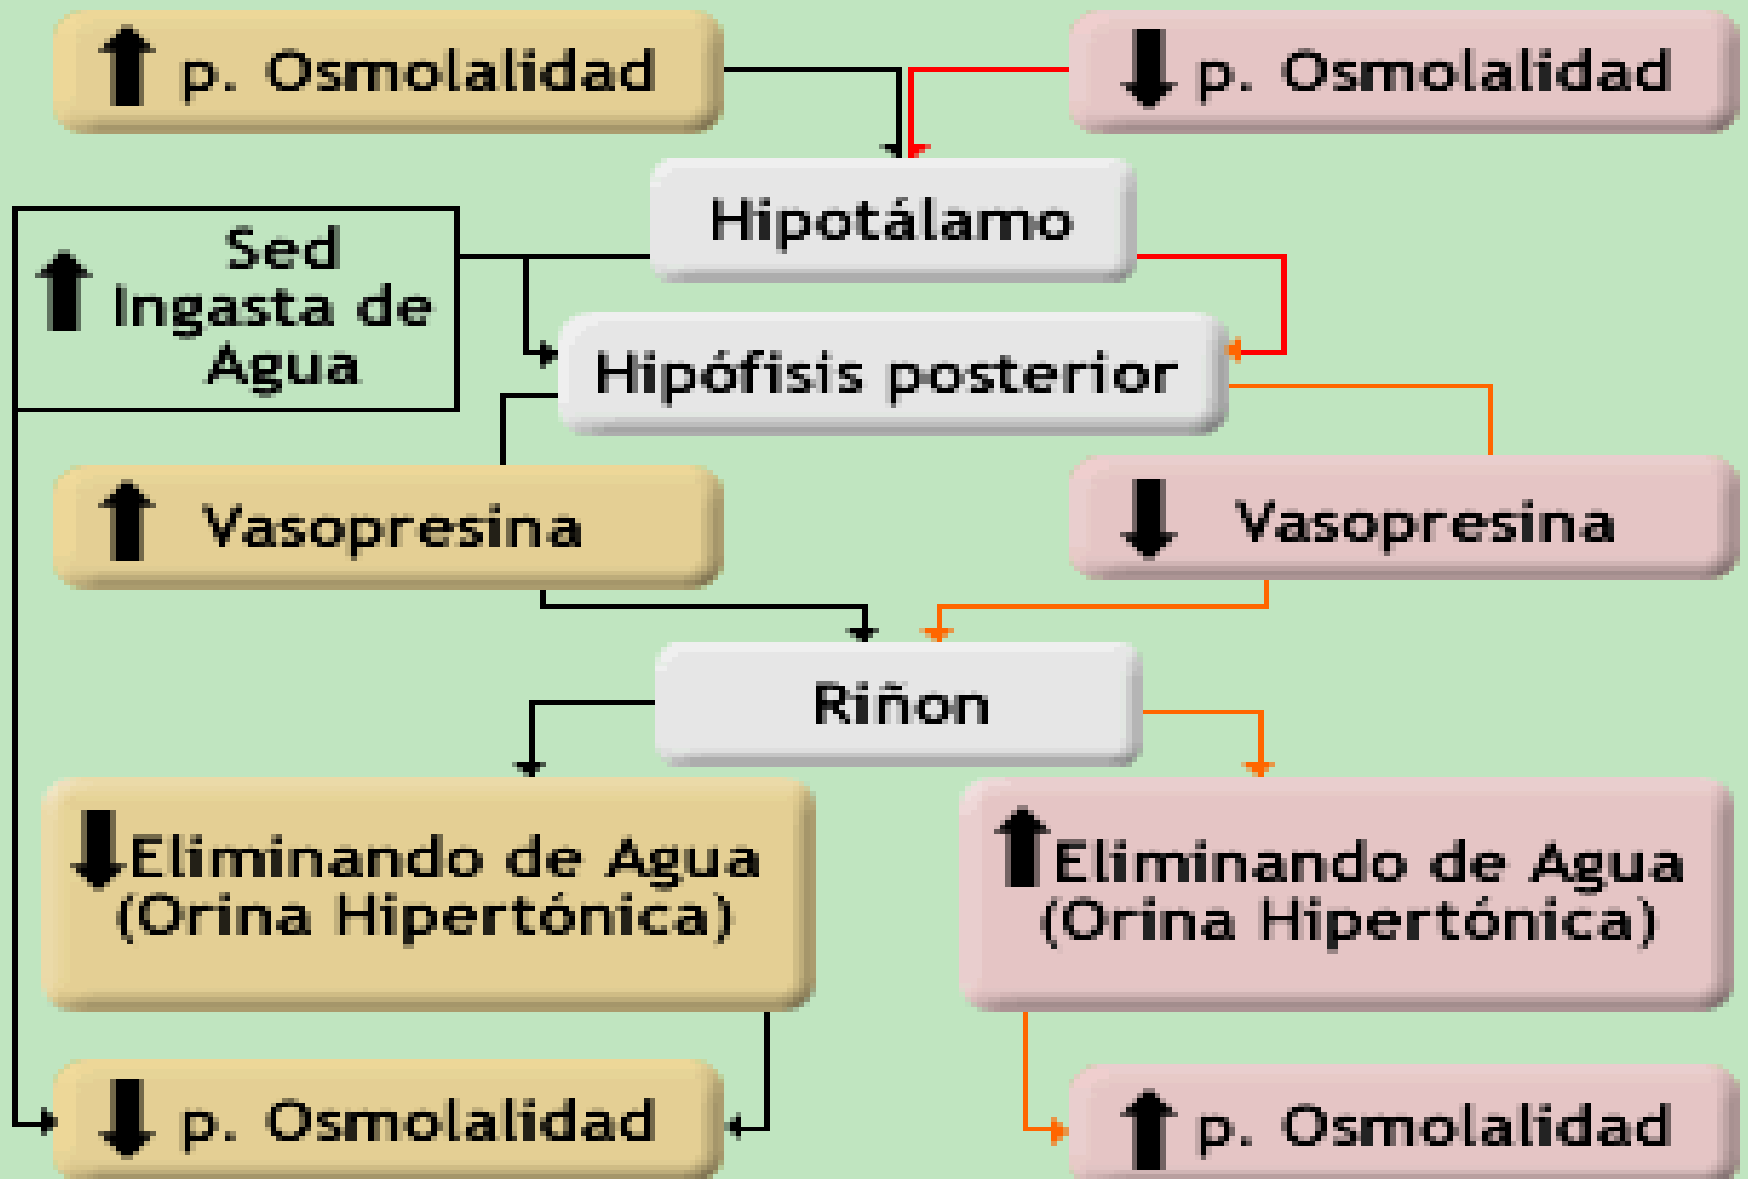 p. Osmolalidad
p. Osmolalidad
Hipotálamo
Sed
Ingasta de
Agua
Hipófisis posterior
Vasopresina
Vasopresina
Riñon
Eliminando de Agua
(Orina Hipertónica)
Eliminando de Agua
(Orina Hipertónica)
p. Osmolalidad
p. Osmolalidad